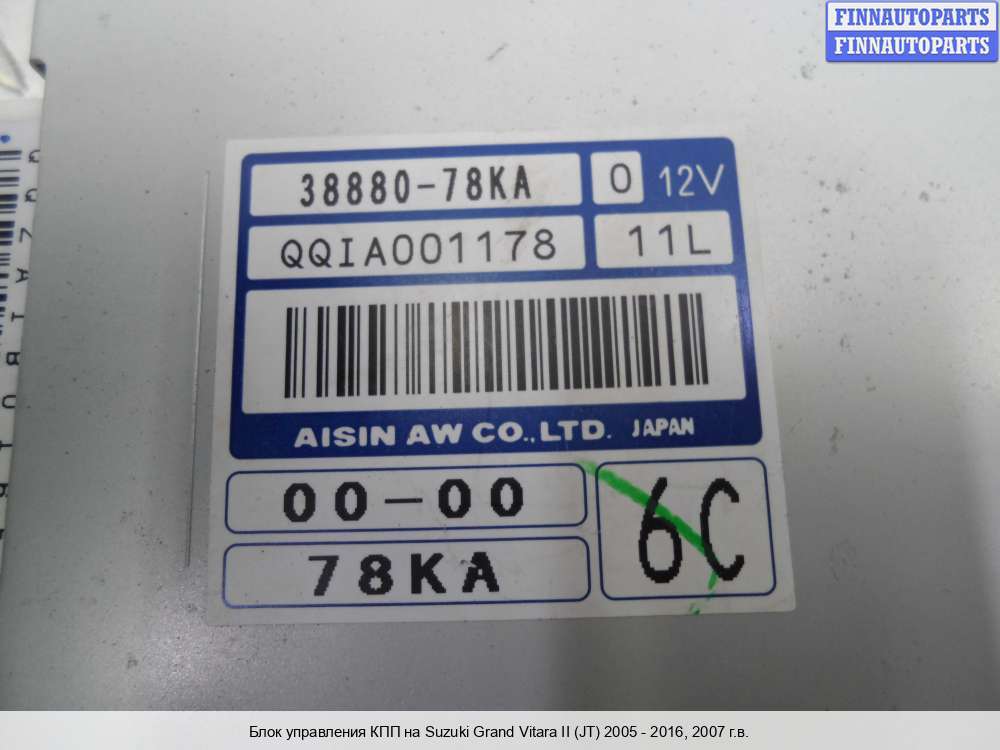 FINNAUTOPARTS
FINNAUTOPARTS
38880-78KA
0 12V
QQIA001178
11L
AISIN AW CO.,LTD. JAPAN
00-00
6C
78KA
Блок управления КПП на Suzuki Grand Vitara II (JT) 2005 - 2016, 2007 г.в.